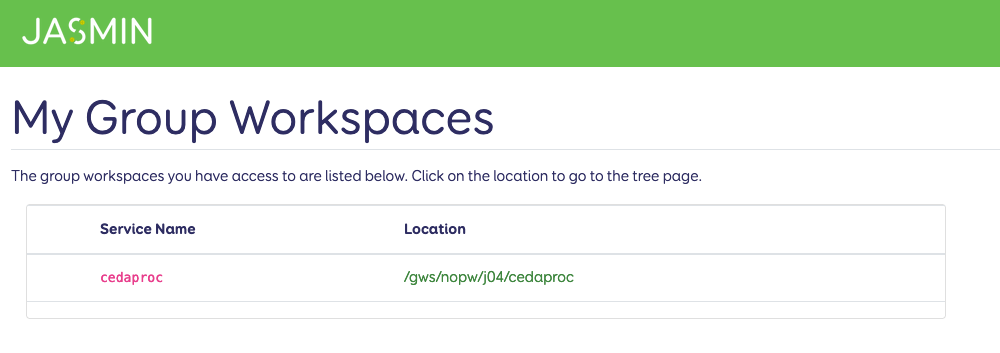 JASMIN
My Group Workspaces
The group workspaces you have access to are listed below. Click on the location to go to the tree page.
Service Name Location
cedaproc /gws/nopw/j04/cedaproc